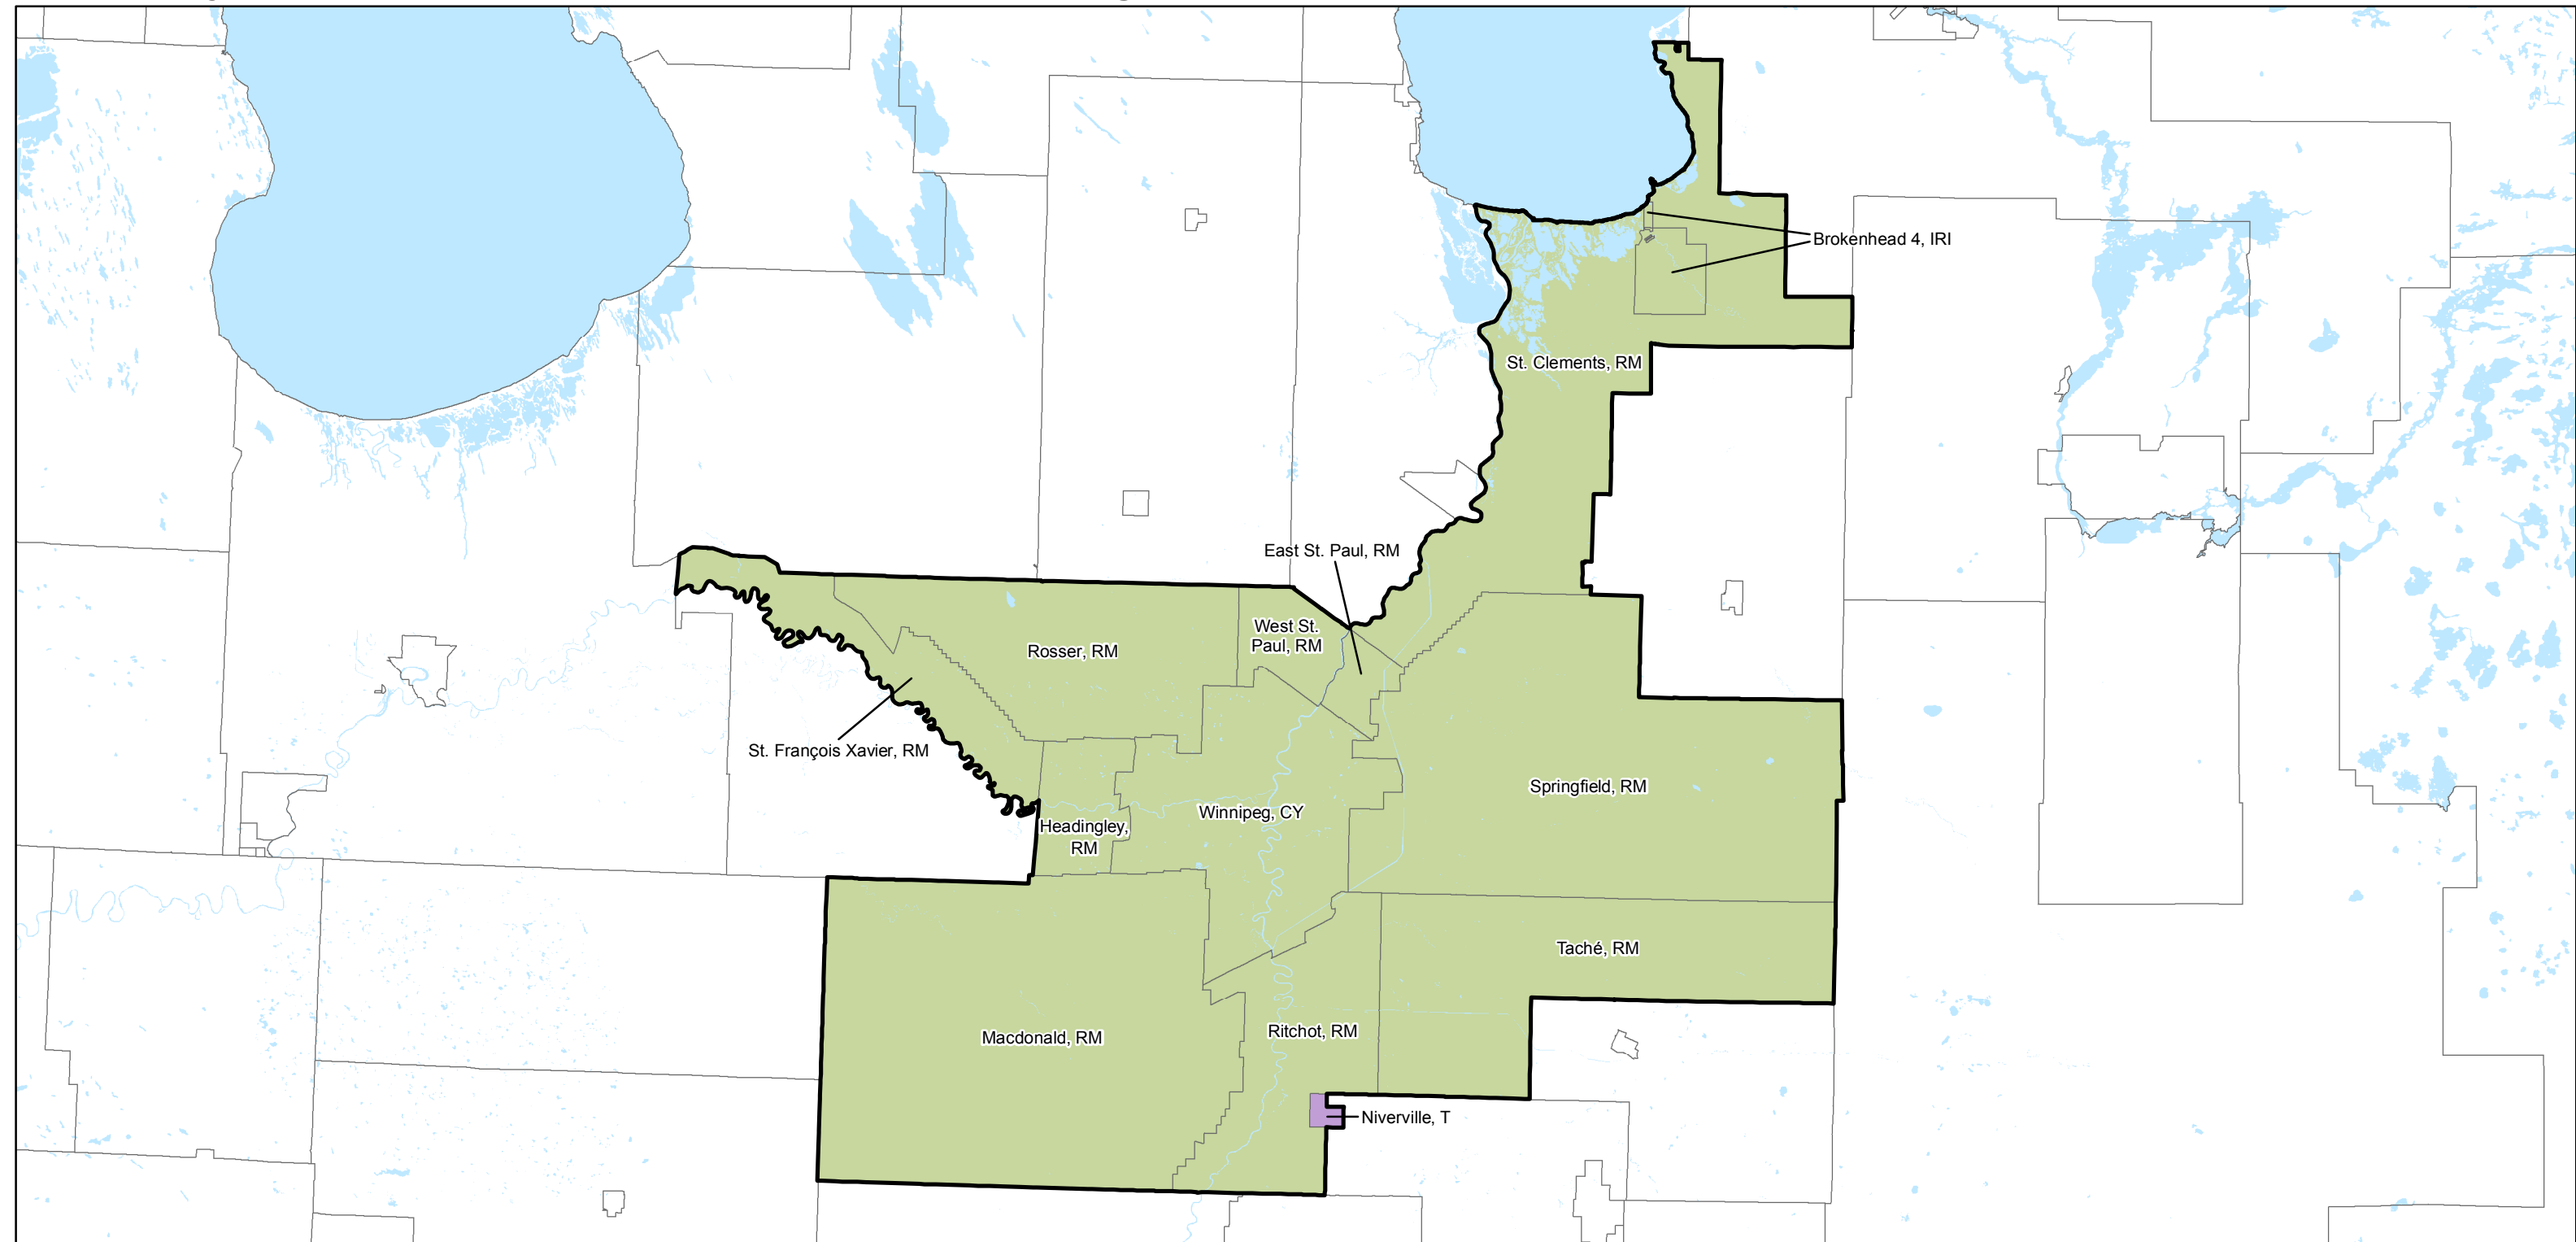 Brokenhead 4, IRI
St. Clements, RM
East St. Paul, RM
West St.
Paul, RM
Rosser, RM
St. François Xavier, RM
Springfield, RM
Winnipeg, CY
Headingley,
RM
Taché, RM
Ritchot, RM
Macdonald, RM
Niverville, T